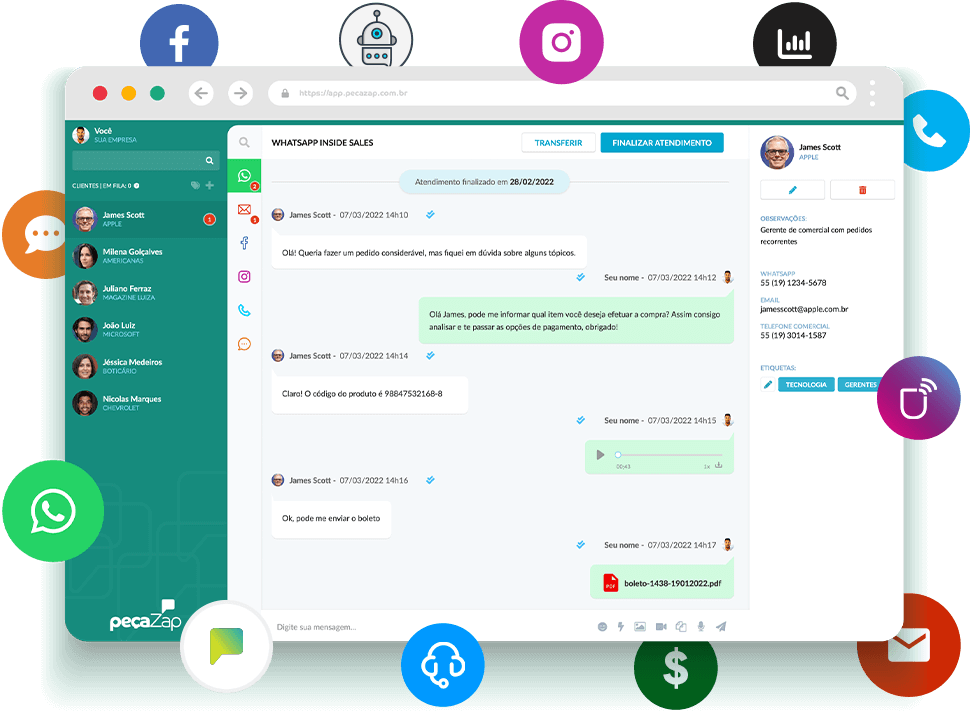 https://app.pecazap.com.br
Você
SUA EMPRESA
CLIENTES | EM FILA: 0
James Scott
APPLE
1
Milena Golçalves
AMERICANAS
Juliano Ferraz
MAGAZINE LUIZA
João Luiz
MICROSOFT
Jéssica Medeiros
BOTICÁRIO
Nicolas Marques
CHEVROLET
peçaZap
2
5
WHATSAPP INSIDE SALES
TRANSFERIR
FINALIZAR ATENDIMENTO
Atendimento finalizado em 28/02/2022
James Scott - 07/03/2022 14h10
Olá! Queria fazer um pedido considerável, mas fiquei em dúvida sobre alguns tópicos.
Seu nome - 07/03/2022 14h12
Olá James, pode me informar qual item você deseja efetuar a compra? Assim consigo
analisar e te passar as opções de pagamento, obrigado!
James Scott - 07/03/2022 14h14
Claro! O código do produto é 98847532168-8
Seu nome - 07/03/2022 14h15
00:43
1x
James Scott - 07/03/2022 14h16
Ok, pode me enviar o boleto
Seu nome - 07/03/2022 14h17
PDF
boleto-1438-19012022.pdf
Digite sua mensagem...
James Scott
APPLE
OBSERVAÇÕES:
Gerente de comercial com pedidos
recorrentes
WHATSAPP
55 (19) 1234-5678
EMAIL
jamesscott@apple.com.br
TELEFONE COMERCIAL
55 (19) 3014-1587
ETIQUETAS:
TECNOLOGIA
GERENTES
$